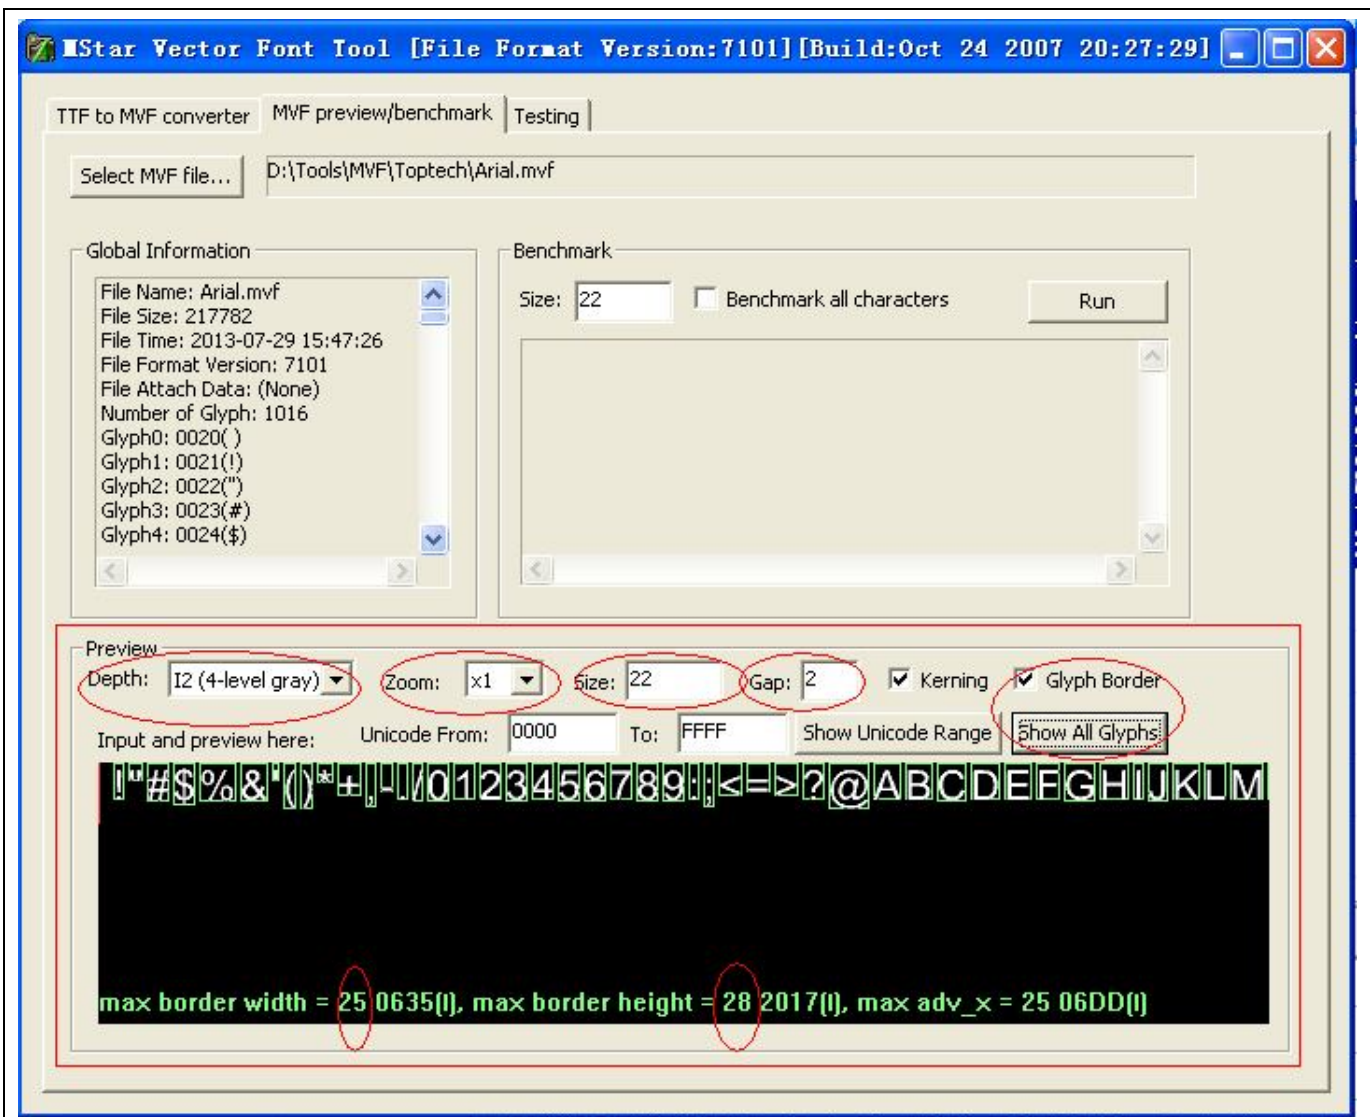 MStar Vector Font Tool [File Format Version:7101][Build:Oct 24 2007 20:27:29]
TTF to MVF converter MVF preview/benchmark Testing
Select MVF file... D:\Tools\MVF\Toptech\Arial.mvf
Global Information
File Name: Arial.mvf
File Size: 217782
File Time: 2013-07-29 15:47:26
File Format Version: 7101
File Attach Data: (None)
Number of Glyph: 1016
Glyph0: 0020( )
Glyph1: 0021(!)
Glyph2: 0022(")
Glyph3: 0023(#)
Glyph4: 0024($)
Benchmark
Size: 22 Benchmark all characters Run
Preview
Depth: I2 (4-level gray) Zoom: x1 Size: 22 Gap: 2 Kerning Glyph Border
Input and preview here: Unicode From: 0000 To: FFFF Show Unicode Range Show All Glyphs
!"#$%&'()*+,-./0123456789:;<=>?@ABCDEFGHIJKLM
max border width = 25 0635(l), max border height = 28 2017(l), max adv_x = 25 06DD(l)